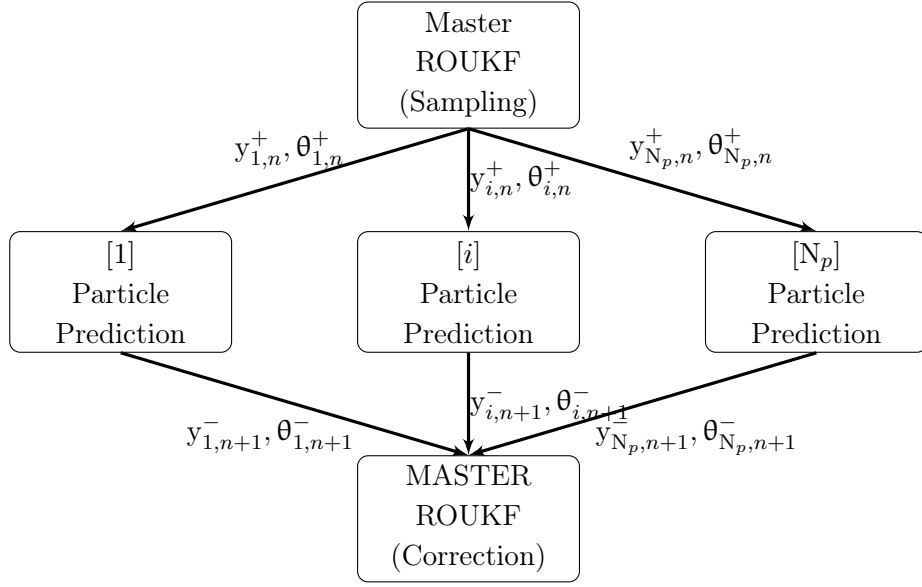 Master
ROUKF
(Sampling)
y⁺₁,ₙ, θ⁺₁,ₙ
y⁺ᵢ,ₙ, θ⁺ᵢ,ₙ
y⁺_{N_p,n}, θ⁺_{N_p,n}
[1]
Particle
Prediction
[i]
Particle
Prediction
[N_p]
Particle
Prediction
y⁻₁,ₙ₊₁, θ⁻₁,ₙ₊₁
y⁻ᵢ,ₙ₊₁, θ⁻ᵢ,ₙ₊₁
y⁻_{N_p,n+1}, θ⁻_{N_p,n+1}
MASTER
ROUKF
(Correction)